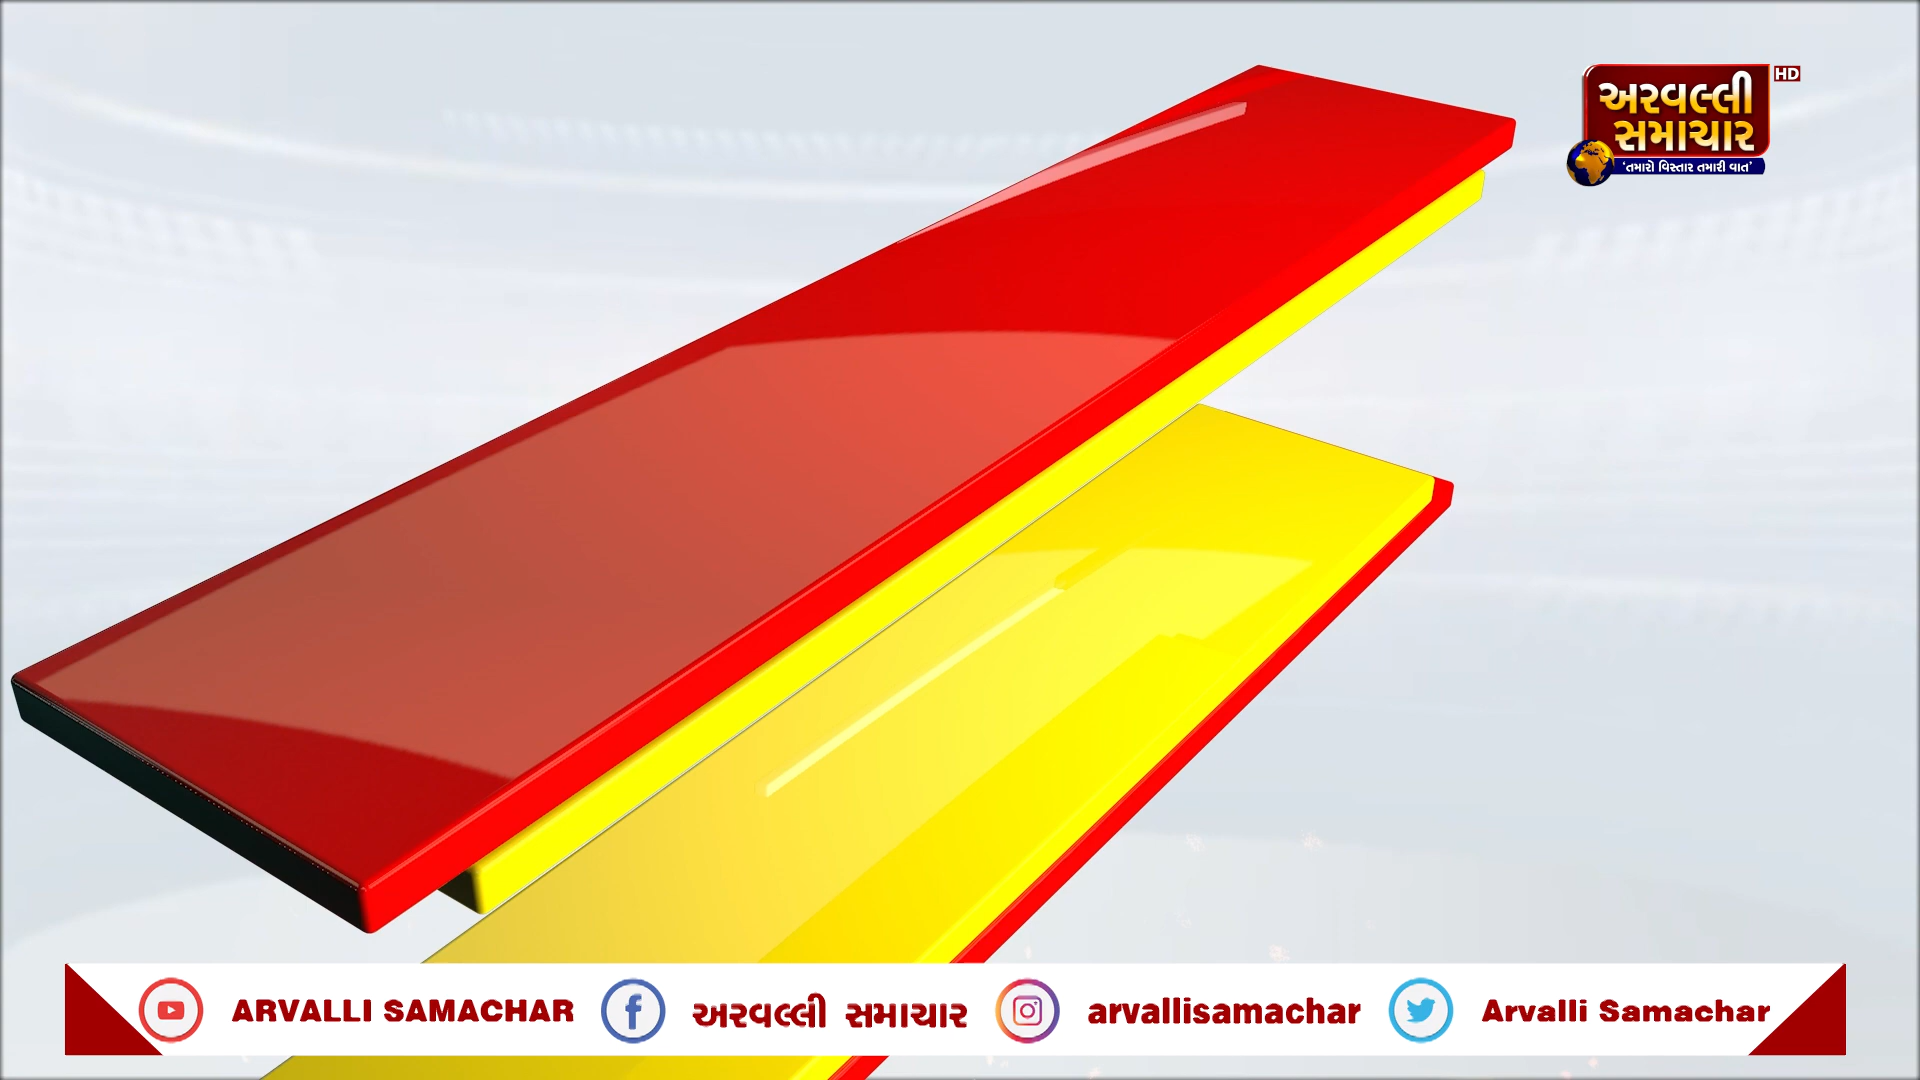 અરવલ્લી
HD
સમાચાર
'તમારો વિસ્તાર તમારી વાત'
ARVALLI SAMACHAR
અરવલ્લી સમાચાર
arvallisamachar
Arvalli Samachar